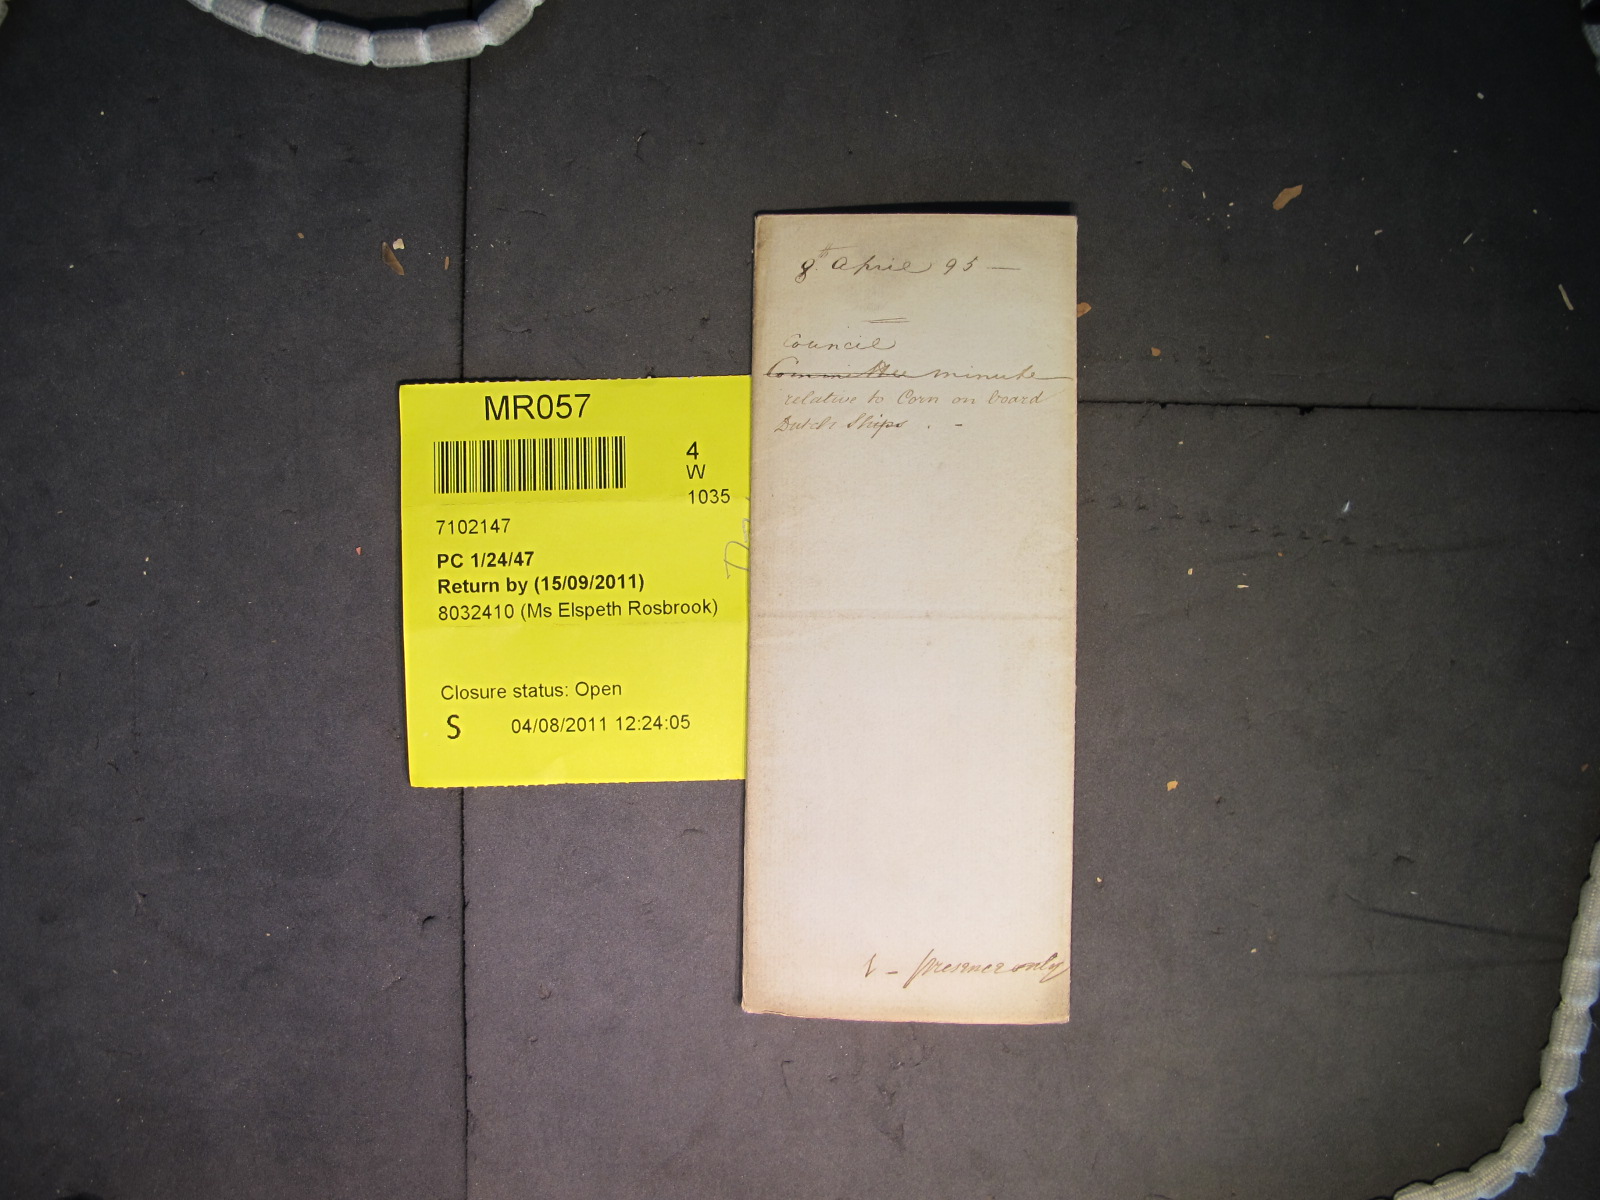 MR057
4
W
1035
7102147
PC 1/24/47
Return by (15/09/2011)
8032410 (Ms Elspeth Rosbrook)
Closure status: Open
S 04/08/2011 12:24:05
8th April 95 —
Council
Committee minute
relative to Corn on board
Dutch Ships . -
presence only